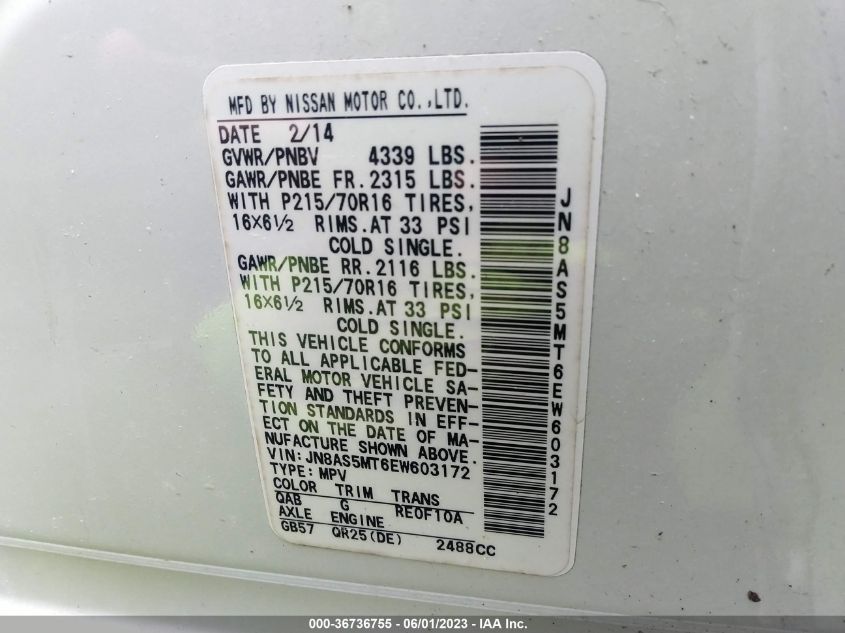 MFD BY NISSAN MOTOR CO.,LTD.
DATE 2/14
GVWR/PNBV 4339 LBS.
GAWR/PNBE FR.2315 LBS.
WITH P215/70R16 TIRES,
16X6½ RIMS.AT 33 PSI
COLD SINGLE.
GAWR/PNBE RR.2116 LBS.
WITH P215/70R16 TIRES,
16X6½ RIMS.AT 33 PSI
COLD SINGLE.
THIS VEHICLE CONFORMS
TO ALL APPLICABLE FED-
ERAL MOTOR VEHICLE SA-
FETY AND THEFT PREVEN-
TION STANDARDS IN EFF-
ECT ON THE DATE OF MA-
NUFACTURE SHOWN ABOVE.
VIN:JN8AS5MT6EW603172
TYPE:MPV
COLOR TRIM TRANS
QAB G RE0F10A
AXLE ENGINE
GB57 QR25(DE) 2488CC
JN8AS5MT6EW603172
000-36736755 - 06/01/2023 - IAAI.com